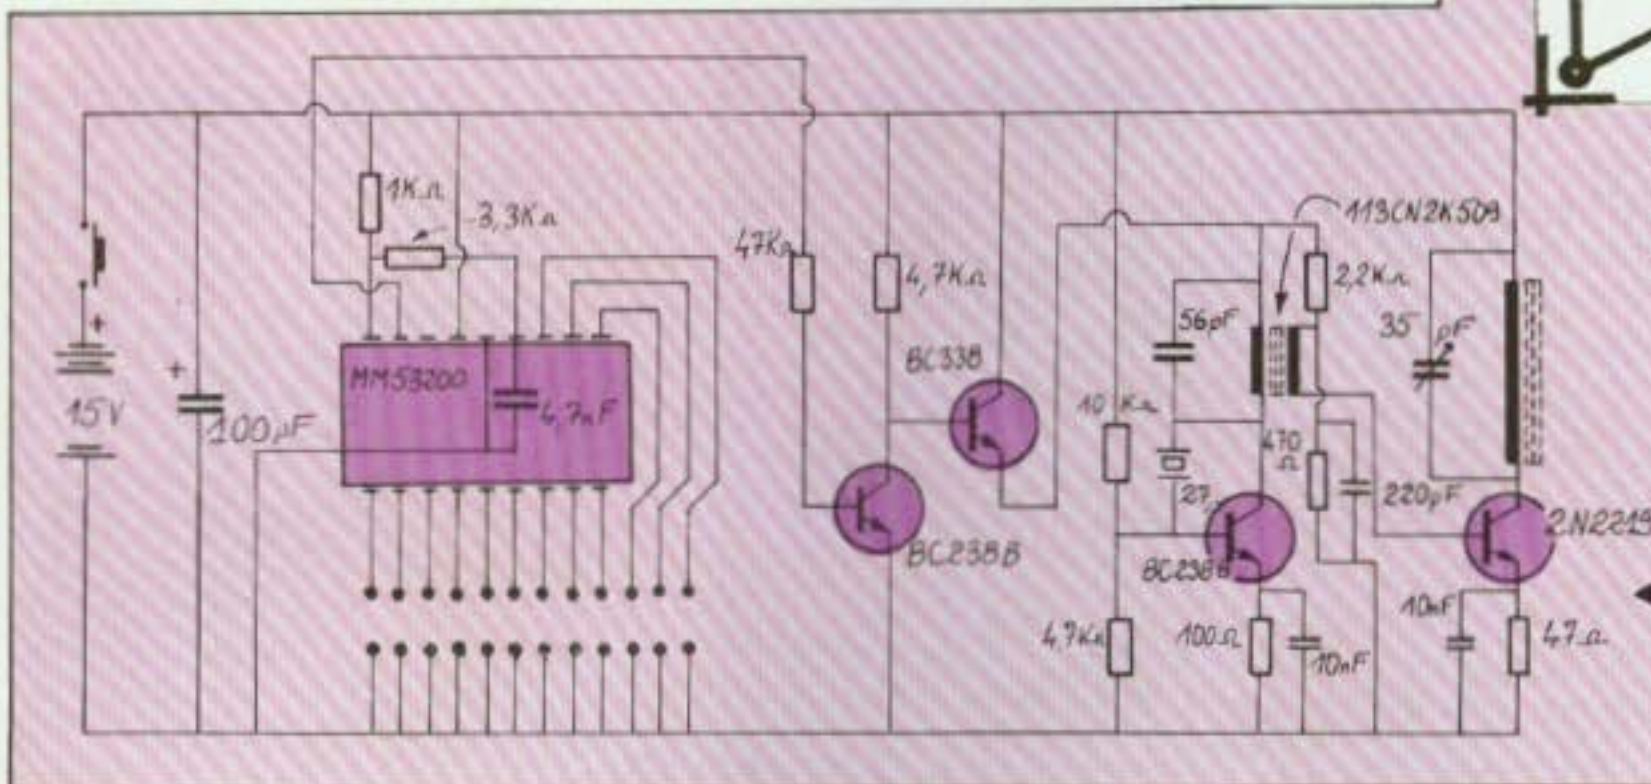 1KΩ
3,3KΩ
MM53200
4,7nF
15V
100μF
47KΩ
4,7KΩ
BC338
BC238B
56pF
113CN2K509
2,2KΩ
35 pF
10 KΩ
470 Ω
27
220pF
BC238B
2N2219
4,7KΩ
100Ω
10nF
10nF
47Ω